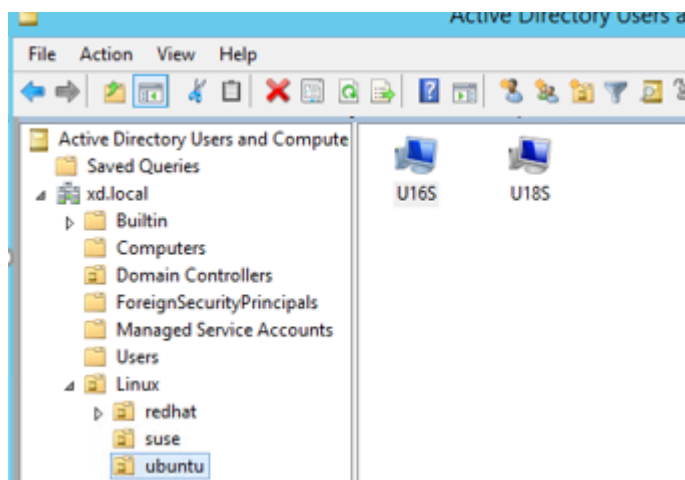 Active Directory Users a
File Action View Help
Active Directory Users and Compute
Saved Queries
xd.local
Builtin
Computers
Domain Controllers
ForeignSecurityPrincipals
Managed Service Accounts
Users
Linux
redhat
suse
ubuntu
U16S U18S